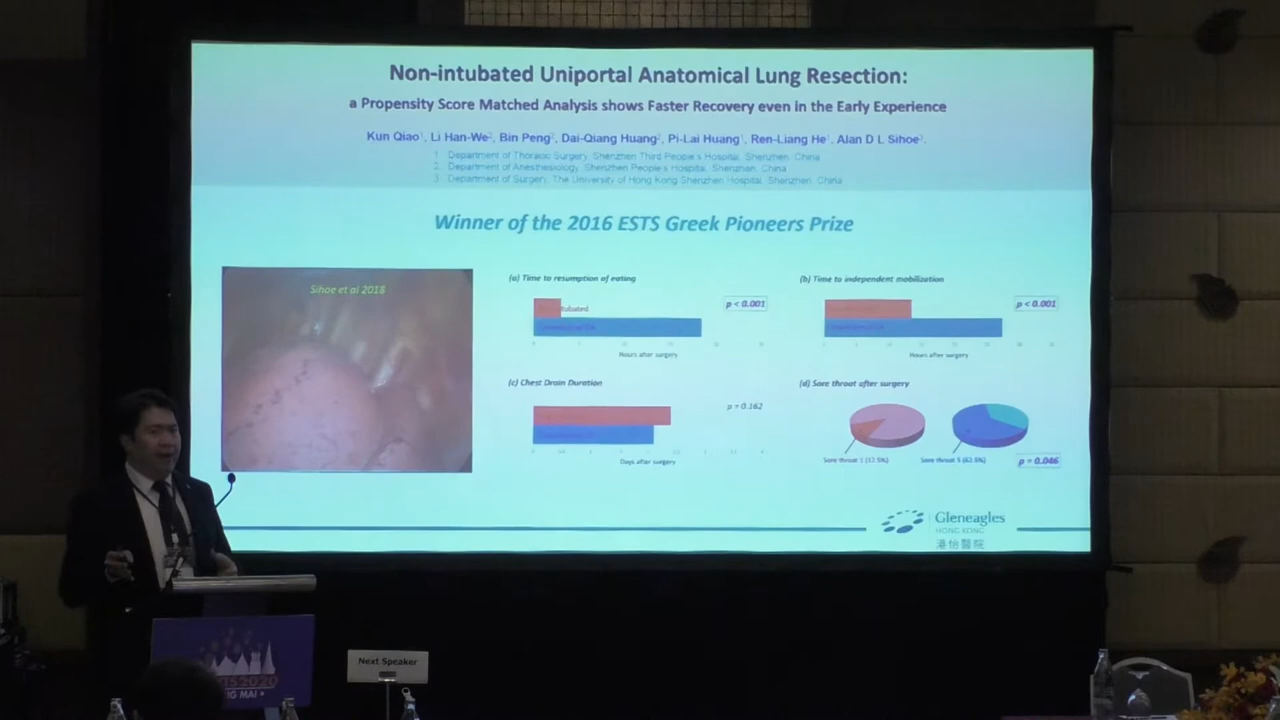 Non-intubated Uniportal Anatomical Lung Resection:
a Propensity Score Matched Analysis shows Faster Recovery even in the Early Experience
Kun Qiao¹, Li Han-We², Bin Peng², Dai-Qiang Huang², Pi-Lai Huang¹, Ren-Liang He¹, Alan D L Sihoe³.
1 Department of Thoracic Surgery, Shenzhen Third People's Hospital, Shenzhen, China
2 Department of Anesthesiology, Shenzhen People's Hospital, Shenzhen, China
3 Department of Surgery, The University of Hong Kong Shenzhen Hospital, Shenzhen, China
Winner of the 2016 ESTS Greek Pioneers Prize
Sihoe et al 2018
(a) Time to resumption of eating
p < 0.001
Hours after surgery
(b) Time to independent mobilization
p < 0.001
Hours after surgery
(c) Chest Drain Duration
p = 0.162
Days after surgery
(d) Sore throat after surgery
Sore throat 1 (12.5%)
Sore throat 5 (62.5%)
p = 0.046
Gleneagles
HONG KONG
港怡醫院
TS2020
NG MAI
Next Speaker